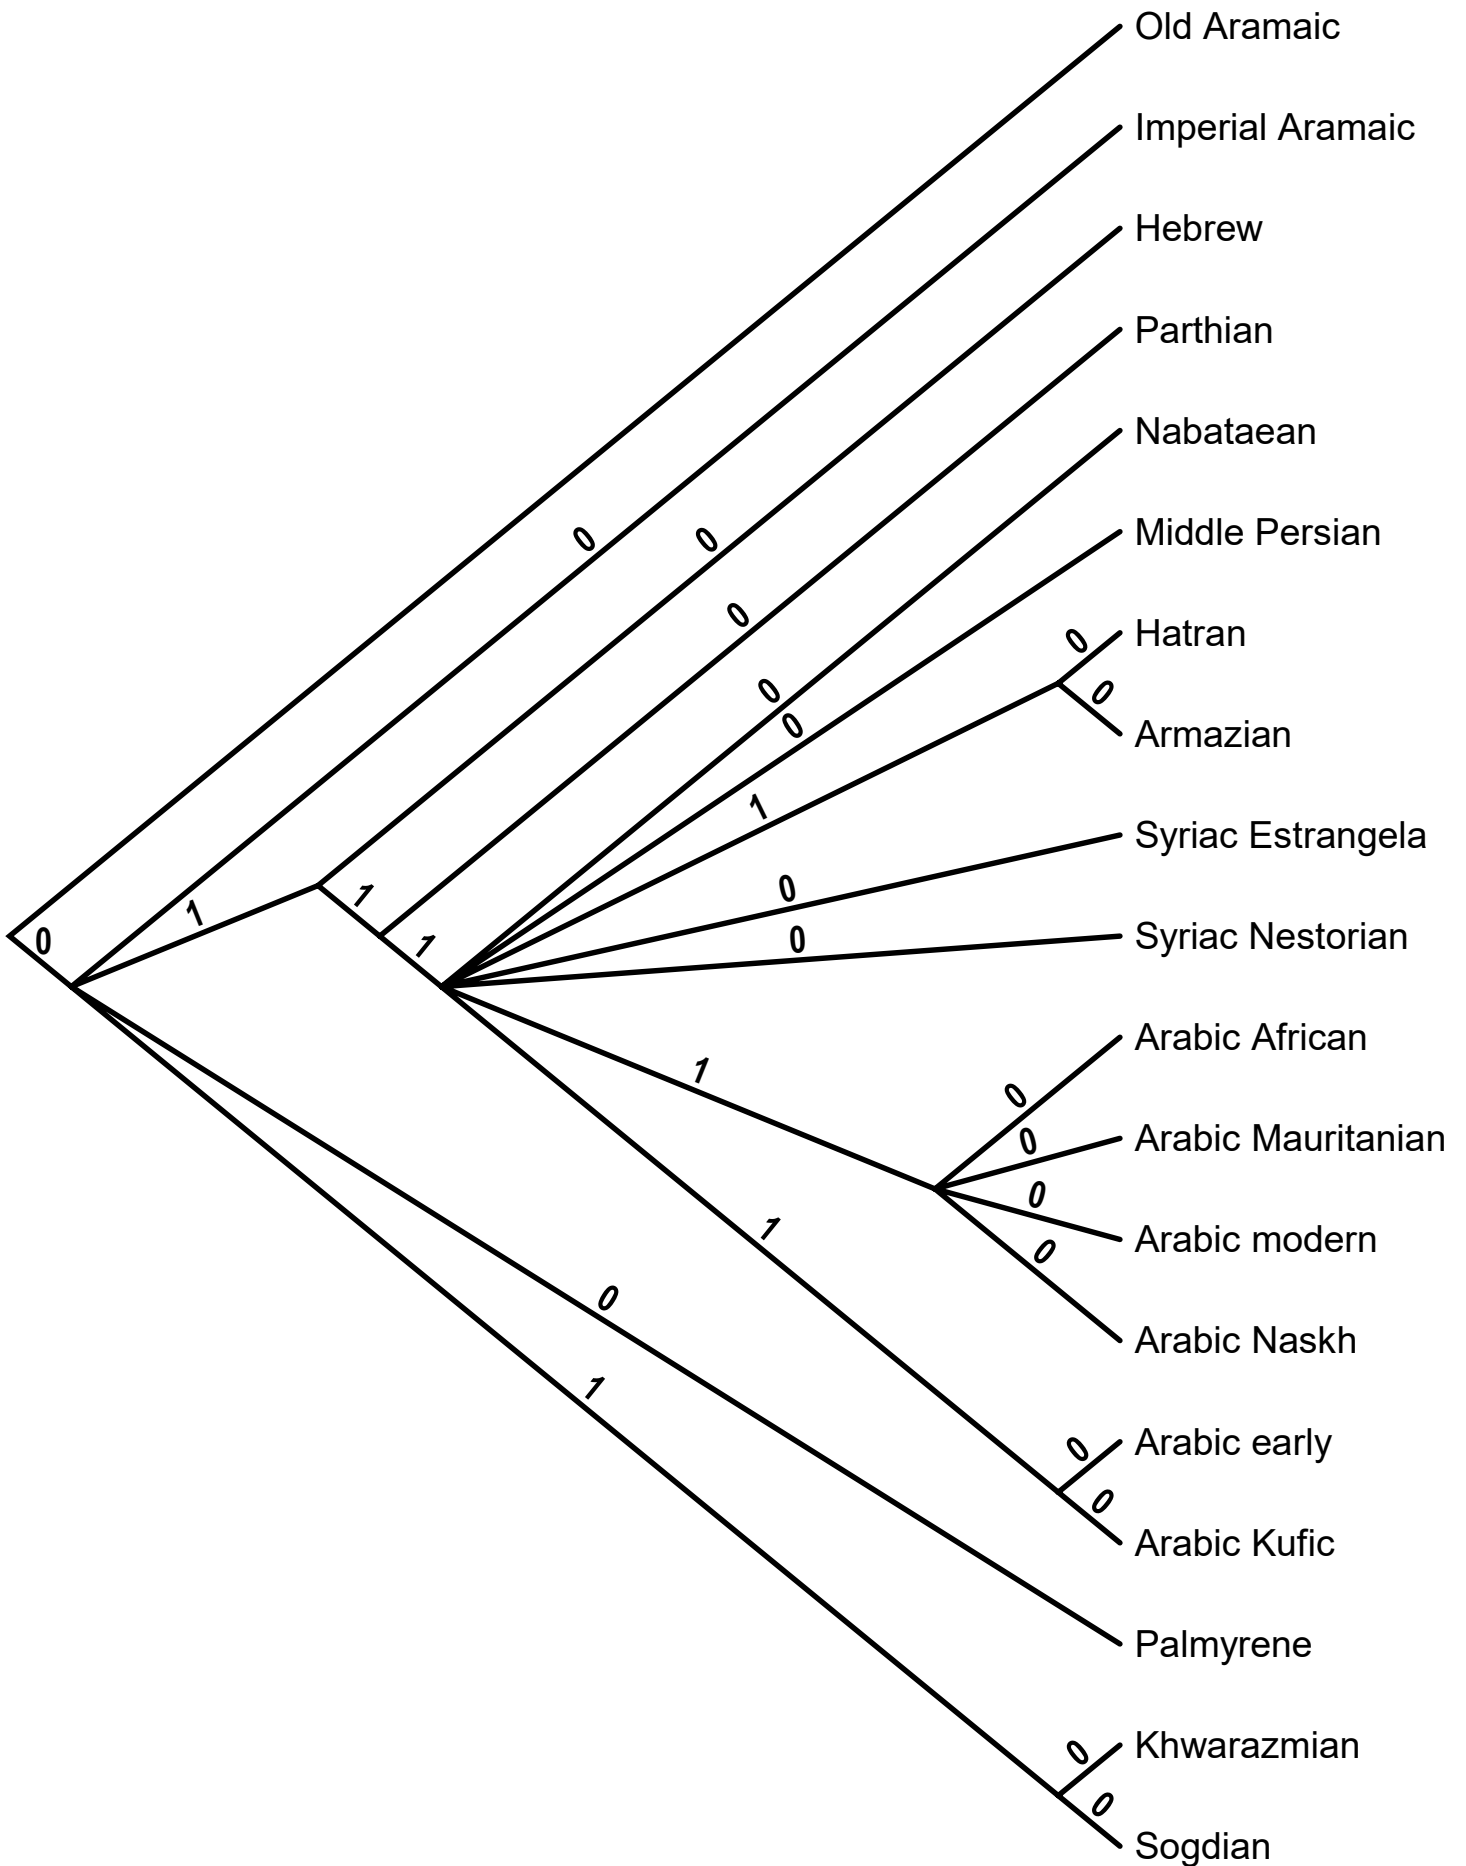 Old Aramaic
Imperial Aramaic
Hebrew
Parthian
Nabataean
0
0
Middle Persian
0
Hatran
0
0
0
0
Armazian
1
Syriac Estrangela
0
1
1
0
0
1
Syriac Nestorian
Arabic African
1
0
0
Arabic Mauritanian
0
1
Arabic modern
0
0
Arabic Naskh
1
0
Arabic early
0
Arabic Kufic
Palmyrene
0
Khwarazmian
0
Sogdian